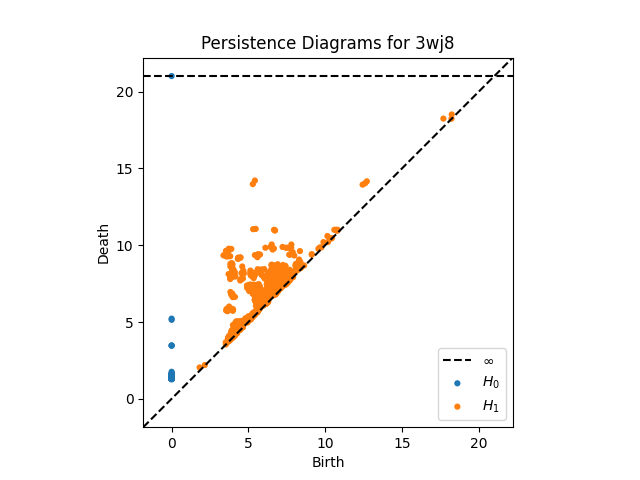 Persistence Diagrams for 3wj8
20
15
10
5
0
Death
∞
H₀
H₁
0 5 10 15 20
Birth